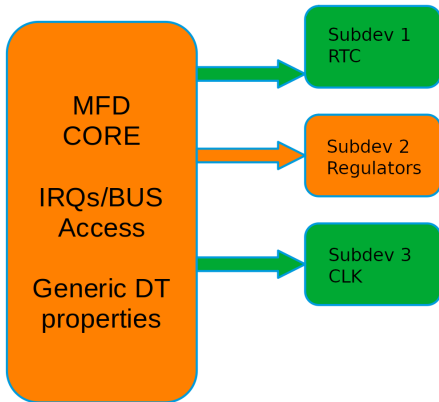 MFD
CORE
IRQs/BUS
Access
Generic DT
properties
Subdev 1
RTC
Subdev 2
Regulators
Subdev 3
CLK